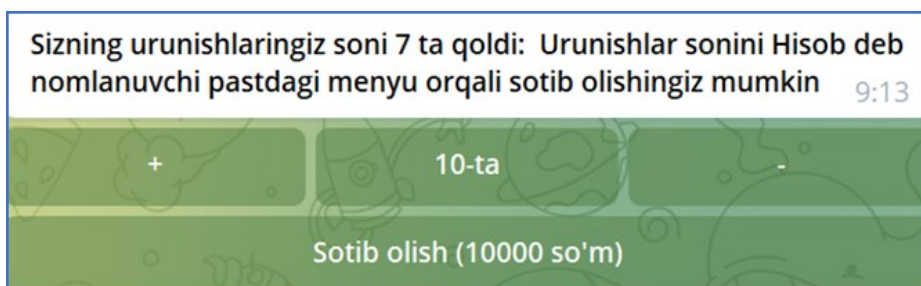 Sizning urunishlaringiz soni 7 ta qoldi:  Urunishlar sonini Hisob deb
nomlanuvchi pastdagi menyu orqali sotib olishingiz mumkin 9:13
+ 10-ta -
Sotib olish (10000 so'm)